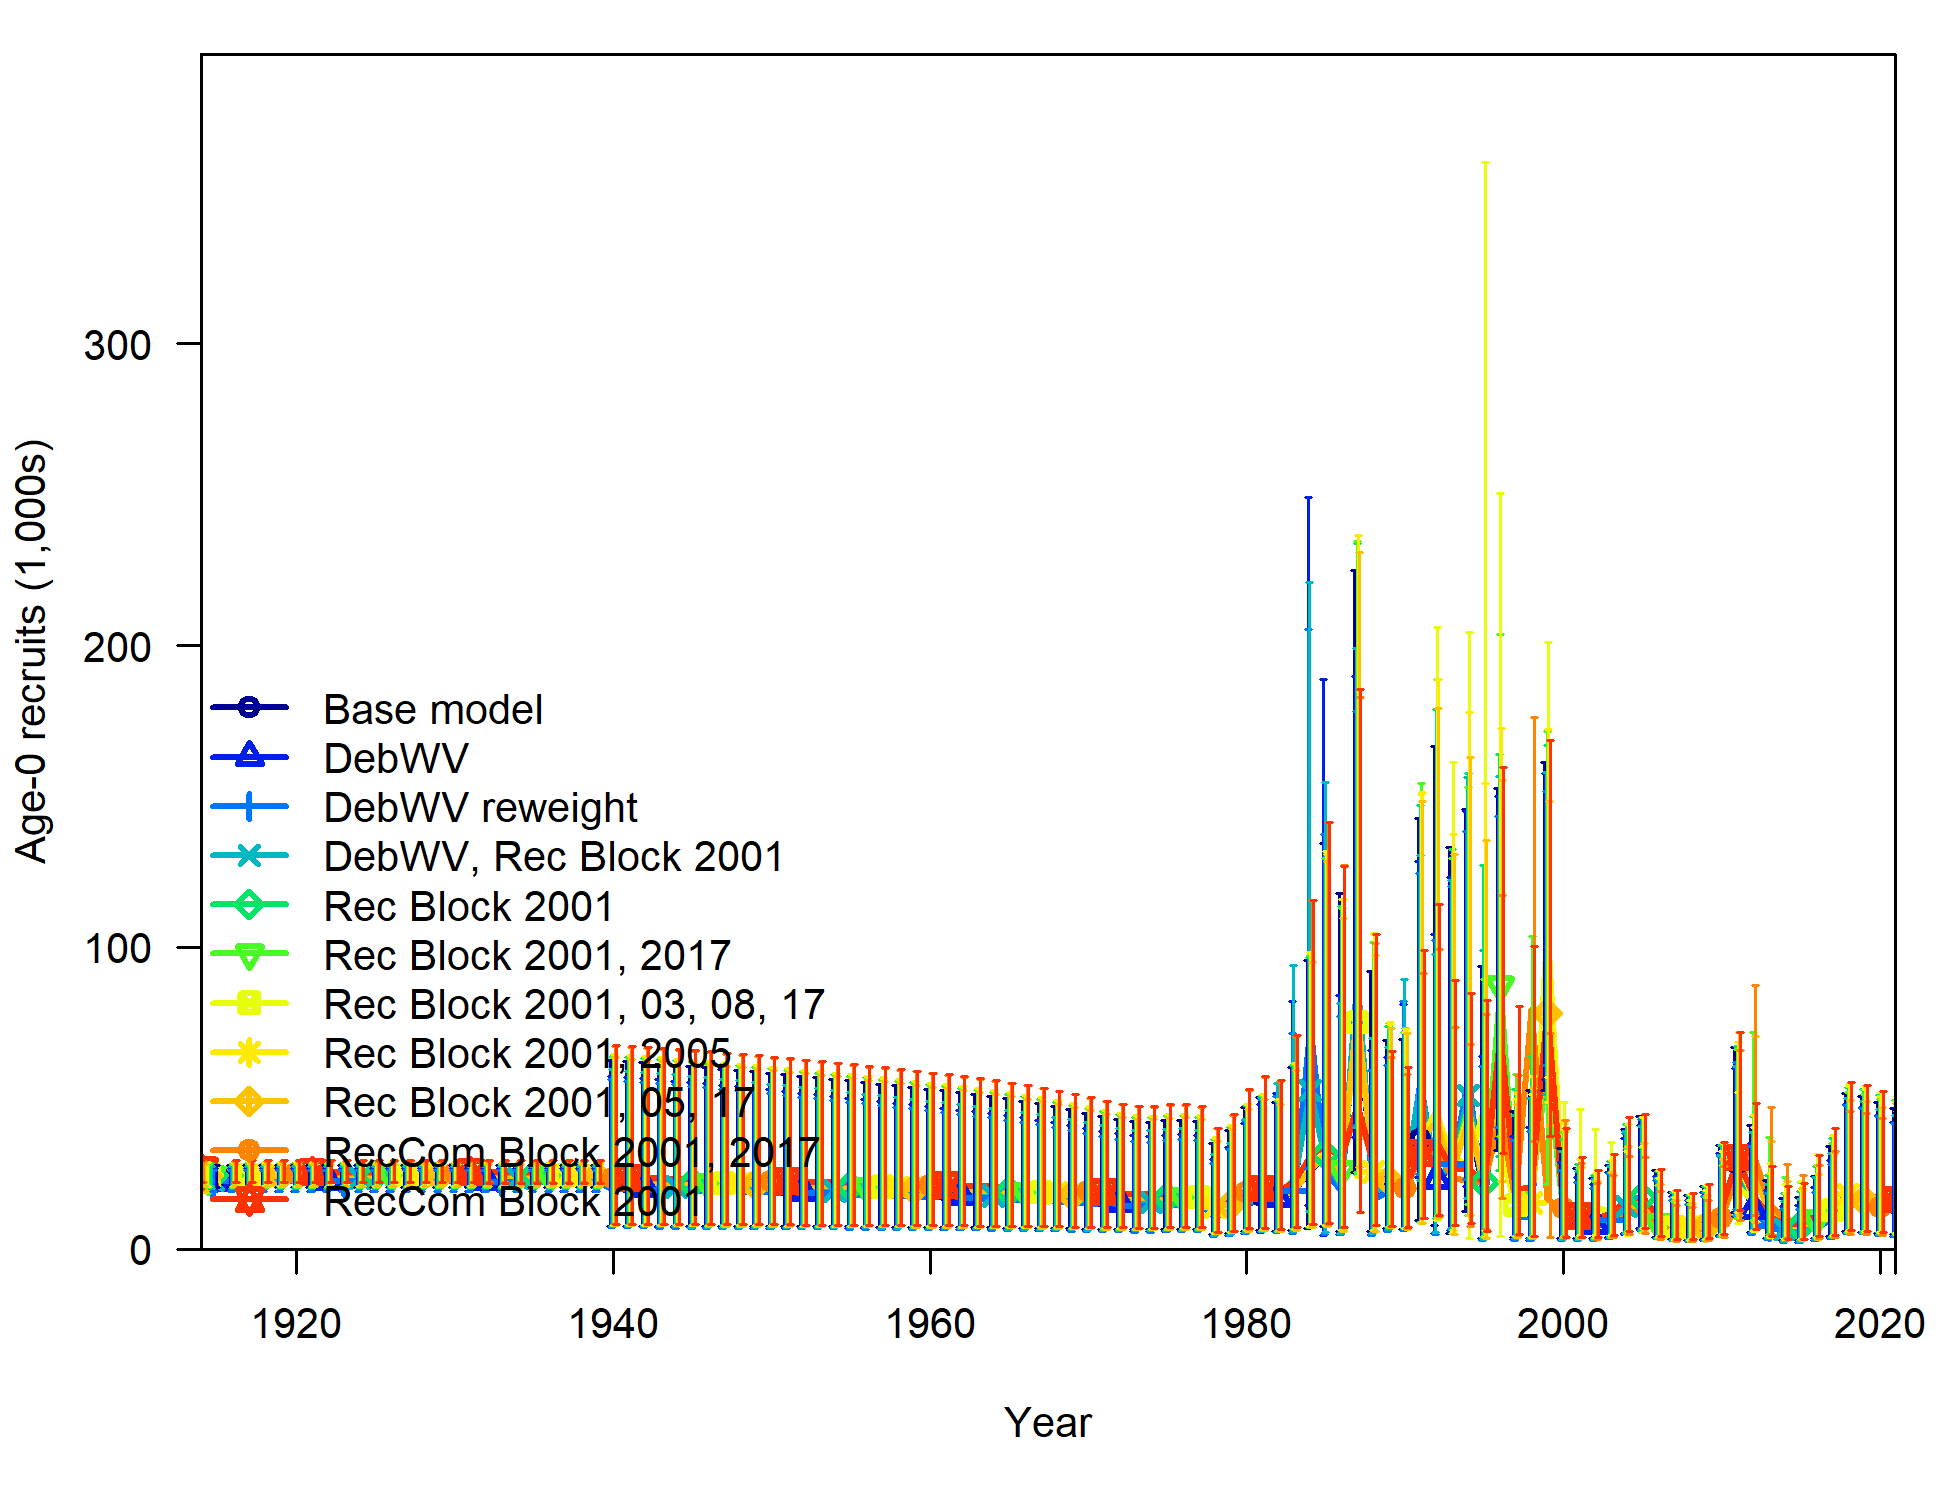 Age-0 recruits (1,000s)
300
200
100
0
Base model
DebWV
DebWV reweight
DebWV, Rec Block 2001
Rec Block 2001
Rec Block 2001, 2017
Rec Block 2001, 03, 08, 17
Rec Block 2001, 2005
Rec Block 2001, 05, 17
RecCom Block 2001, 2017
RecCom Block 2001
1920 1940 1960 1980 2000 2020
Year